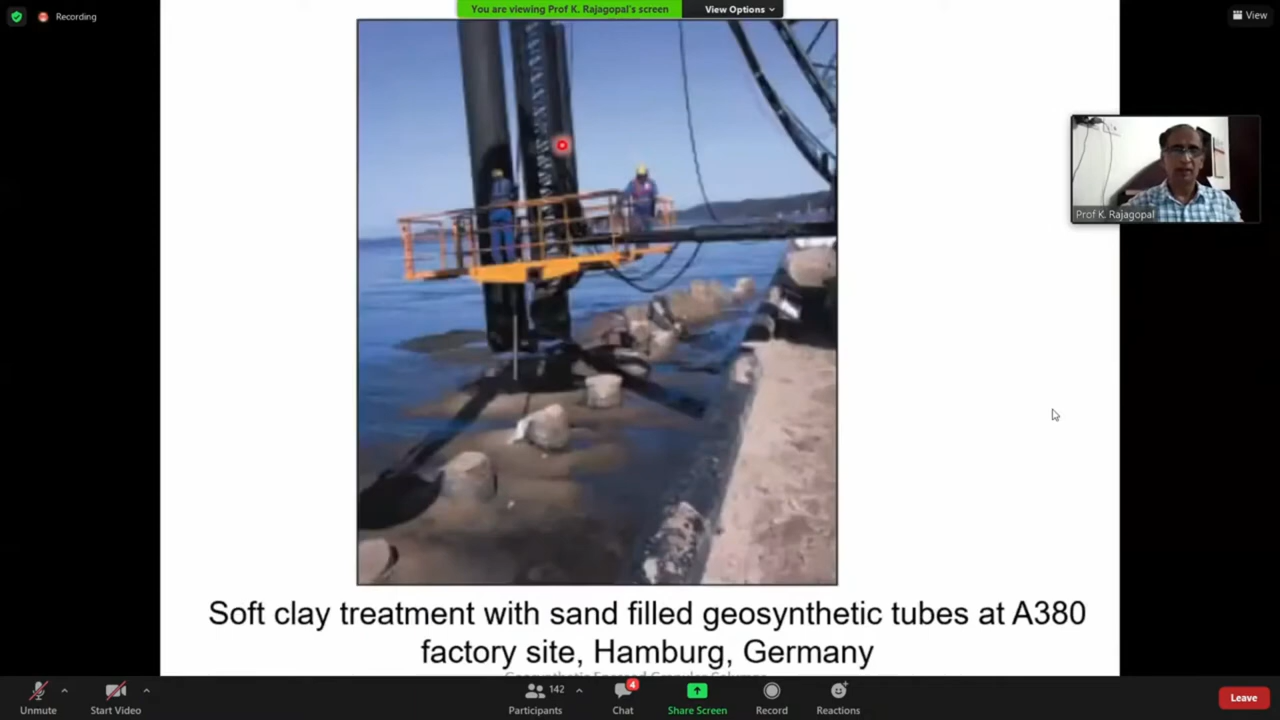 Recording
You are viewing Prof K. Rajagopal's screen
View Options
View
Prof K. Rajagopal
Soft clay treatment with sand filled geosynthetic tubes at A380
factory site, Hamburg, Germany
Unmute
Start Video
142
Participants
4
Chat
Share Screen
Record
Reactions
Leave